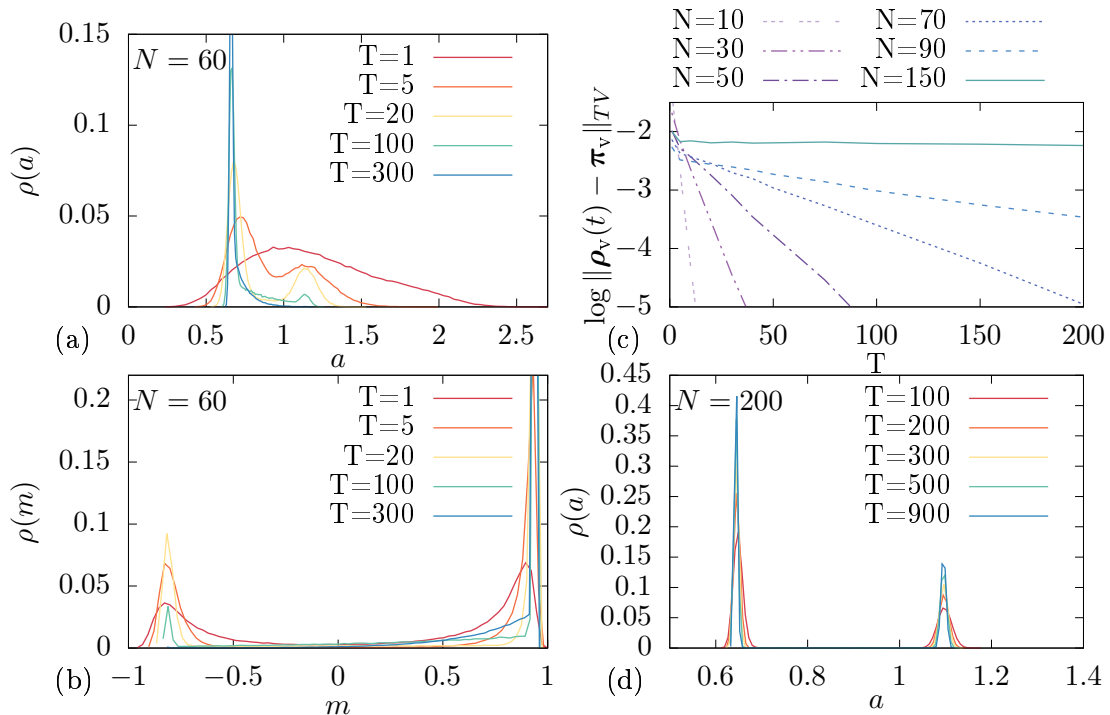 0.15
0.1
0.05
0
ρ(a)
N = 60
T=1
T=5
T=20
T=100
T=300
0 0.5 1 1.5 2 2.5
(a) a
N=10 N=70
N=30 N=90
N=50 N=150
log ‖ρv(t) − πv‖TV
−2
−3
−4
−5
0 50 100 150 200
(c) T
0.2
0.15
0.1
0.05
0
ρ(m)
N = 60
T=1
T=5
T=20
T=100
T=300
−1 −0.5 0 0.5 1
(b) m
0.45
0.4
0.35
0.3
0.25
0.2
0.15
0.1
0.05
0
ρ(a)
N = 200
T=100
T=200
T=300
T=500
T=900
0.6 0.8 1 1.2 1.4
(d) a